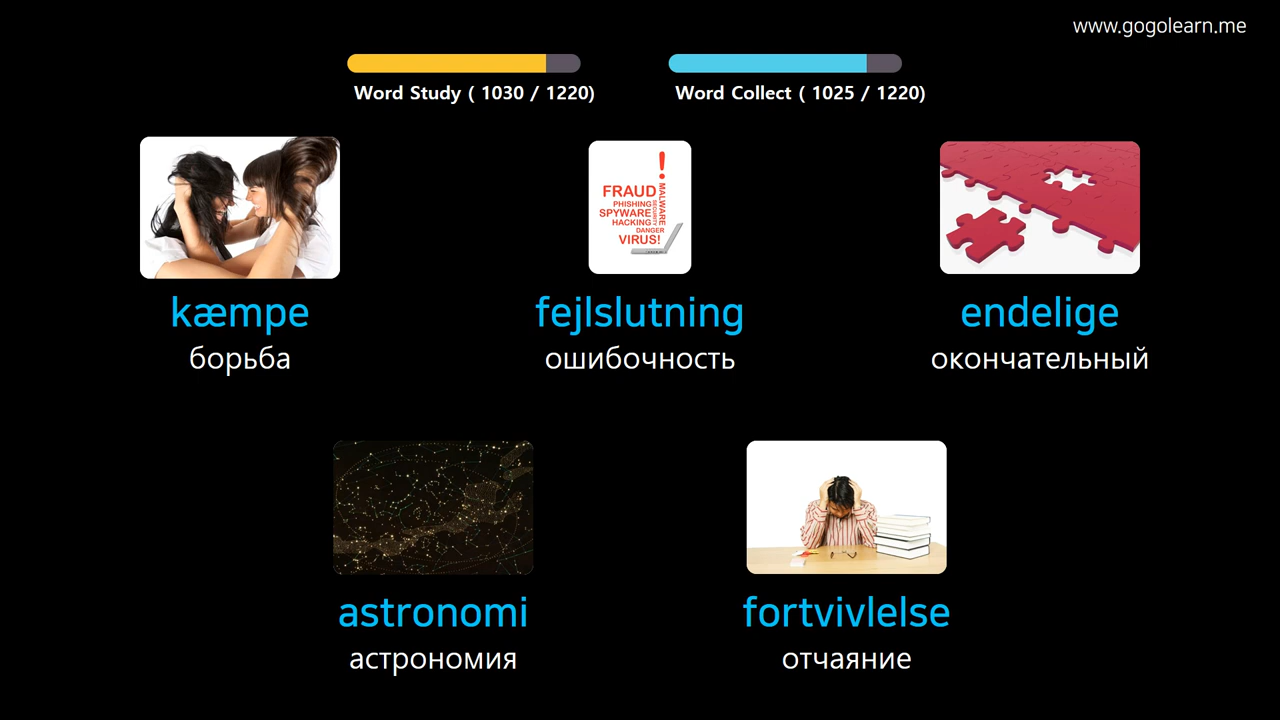 www.gogolearn.me
Word Study ( 1030 / 1220)
Word Collect ( 1025 / 1220)
!
FRAUD
PHISHING
SPYWARE
HACKING
DANGER
VIRUS!
MALWARE
SECURITY
kæmpe
fejlslutning
endelige
борьба
ошибочность
окончательный
astronomi
fortvivlelse
астрономия
отчаяние